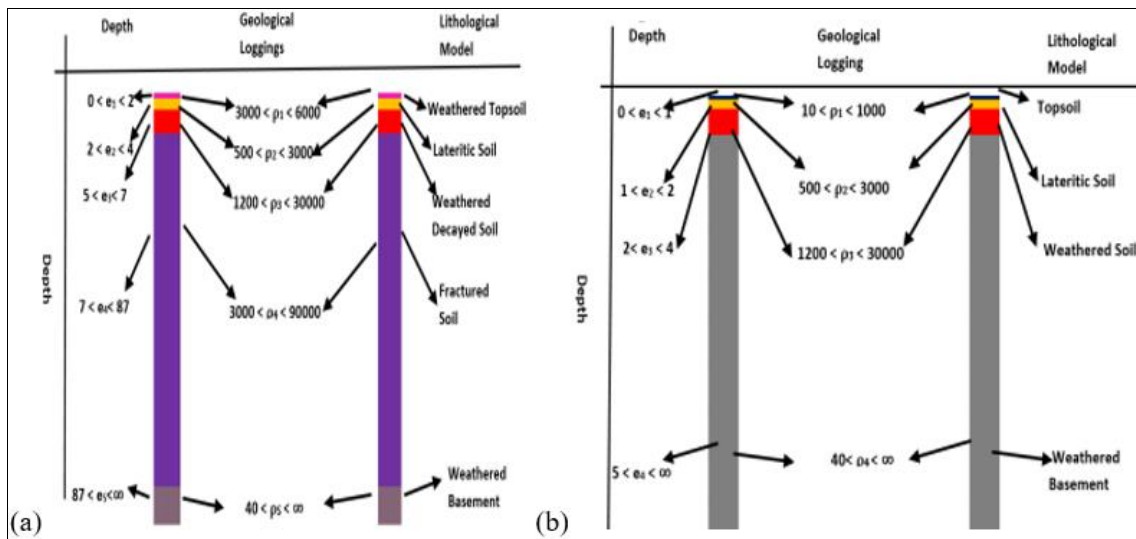 Depth
Geological
Loggings
Lithological
Model
0 < e₁ < 2
3000 < ρ₁ < 6000
Weathered Topsoil
2 < e₂ < 4
500 < ρ₂ < 3000
Lateritic Soil
5 < e₃ < 7
1200 < ρ₃ < 30000
Weathered
Decayed Soil
Depth
7 < e₄ < 87
3000 < ρ₄ < 90000
Fractured
Soil
87 < e₅ < ∞
40 < ρ₅ < ∞
Weathered
Basement
(a)
Depth
Geological
Logging
Lithological
Model
0 < e₁ < 1
10 < ρ₁ < 1000
Topsoil
1 < e₂ < 2
500 < ρ₂ < 3000
Lateritic Soil
2 < e₃ < 4
1200 < ρ₃ < 30000
Weathered Soil
Depth
5 < e₄ < ∞
40 < ρ₄ < ∞
Weathered
Basement
(b)